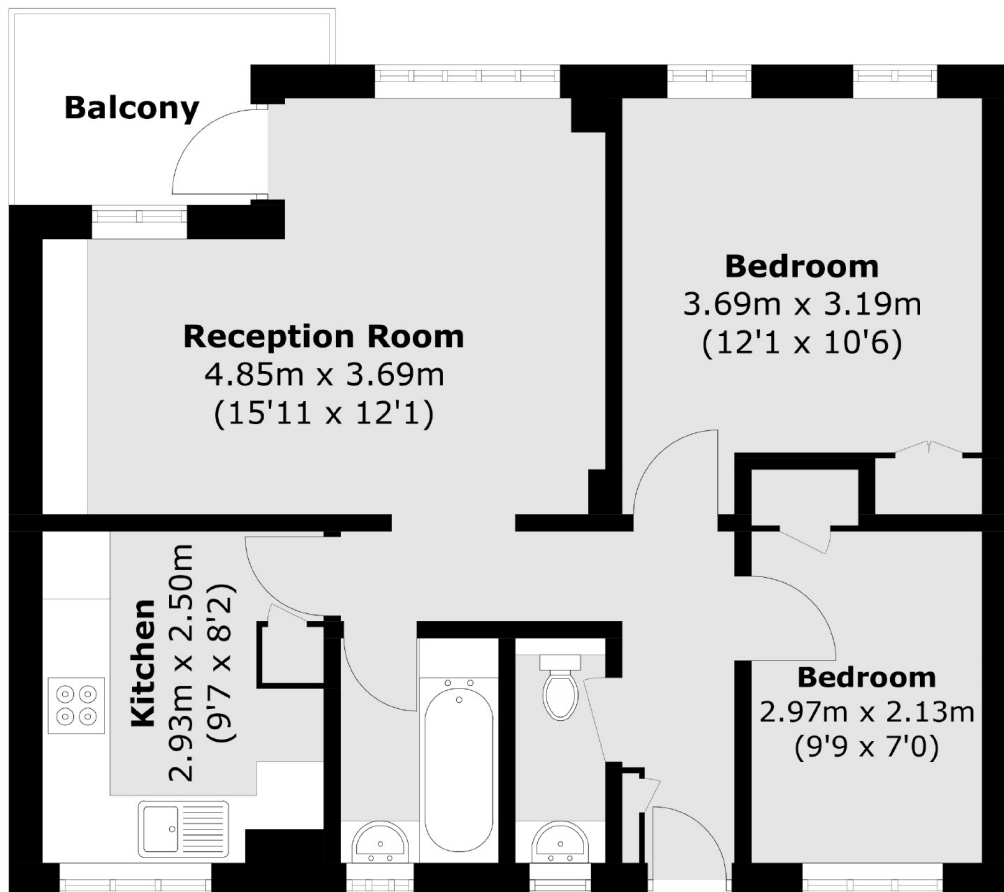 Balcony
Reception Room
4.85m x 3.69m
(15'11 x 12'1)
Bedroom
3.69m x 3.19m
(12'1 x 10'6)
Kitchen
2.93m x 2.50m
(9'7 x 8'2)
Bedroom
2.97m x 2.13m
(9'9 x 7'0)